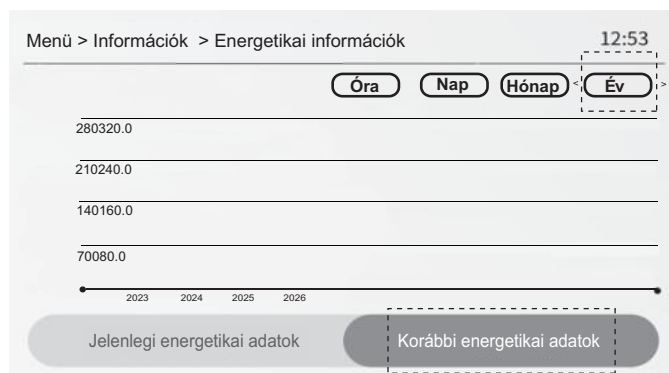 Menü > Információk > Energetikai információk 12:53
Óra Nap Hónap < Év >
280320.0
210240.0
140160.0
70080.0
2023 2024 2025 2026
Jelenlegi energetikai adatok Korábbi energetikai adatok